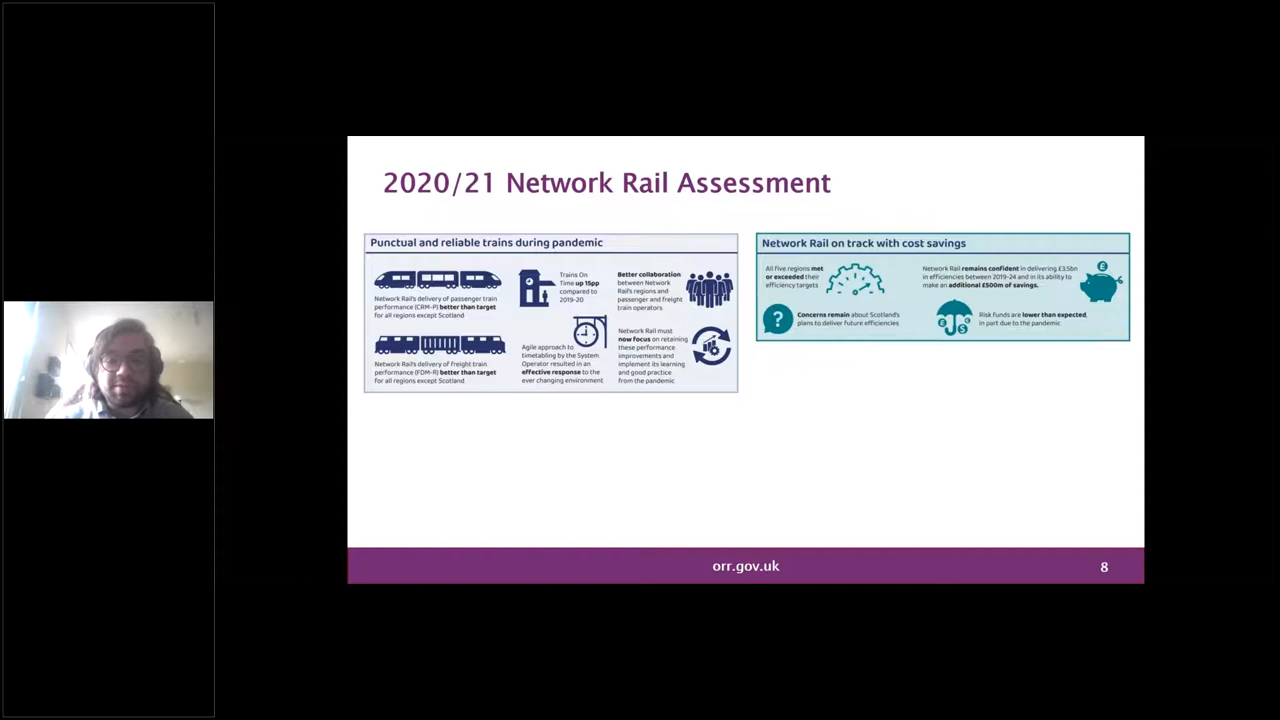 2020/21 Network Rail Assessment
Punctual and reliable trains during pandemic
Network Rail's delivery of passenger train
performance (CRM-P) better than target
for all regions except Scotland
Trains On
Time up 15pp
compared to
2019-20
Better collaboration
between Network
Rail's regions and
passenger and freight
train operators
Network Rail's delivery of freight train
performance (FDM-R) better than target
for all regions except Scotland
Agile approach to
timetabling by the System
Operator resulted in an
effective response to the
ever changing environment
Network Rail must
now focus on retaining
these performance
improvements and
implement its learning
and good practice
from the pandemic
Network Rail on track with cost savings
All five regions met
or exceeded their
efficiency targets
Network Rail remains confident in delivering £3.5bn
in efficiencies between 2019-24 and in its ability to
make an additional £500m of savings.
£
?
Concerns remain about Scotland's
plans to deliver future efficiencies
£ $ €
Risk funds are lower than expected,
in part due to the pandemic
orr.gov.uk
8